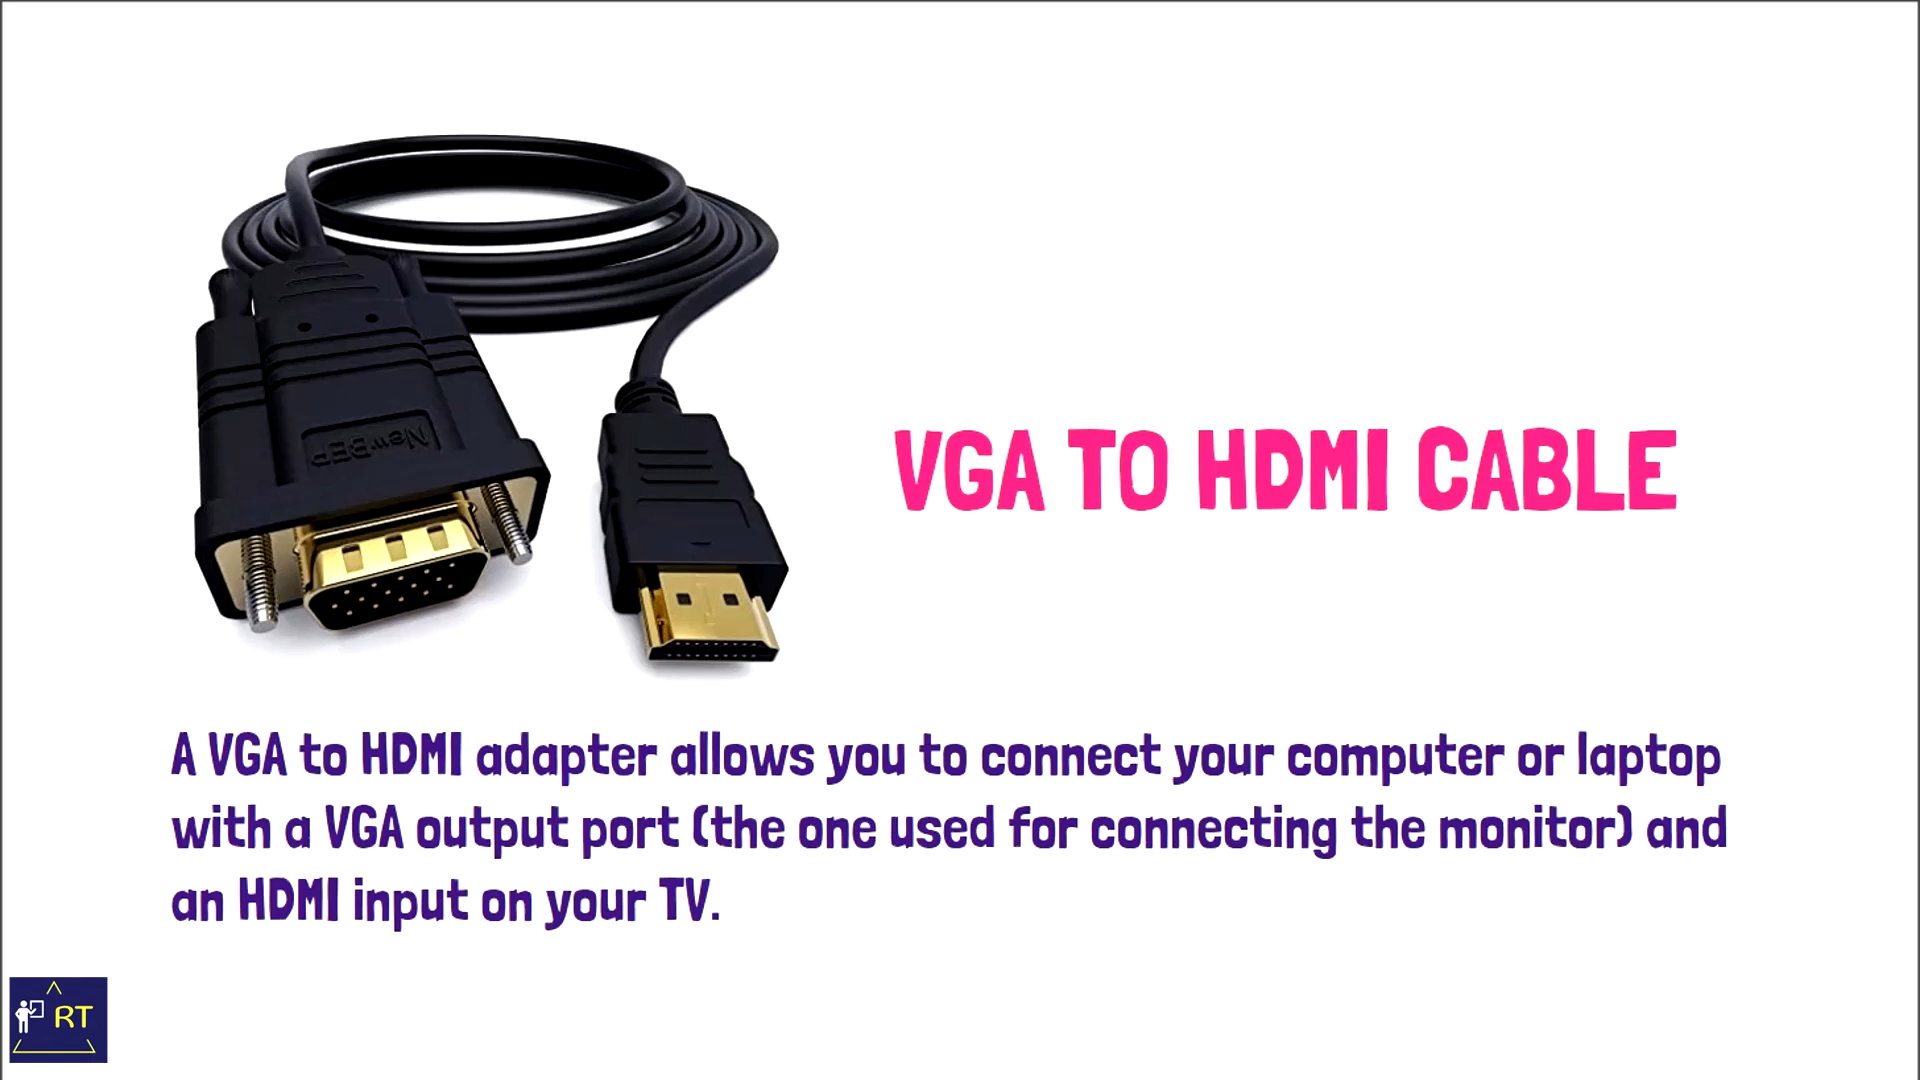 NewBEP
VGA TO HDMI CABLE
A VGA to HDMI adapter allows you to connect your computer or laptop
with a VGA output port (the one used for connecting the monitor) and
an HDMI input on your TV.
RT